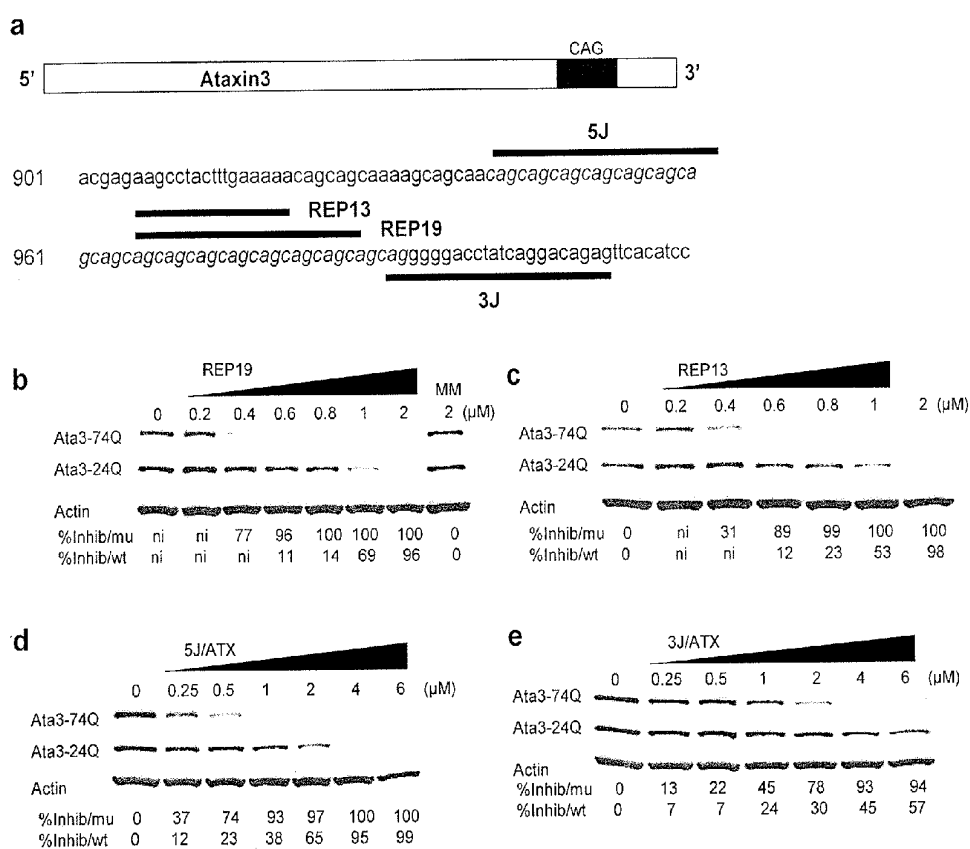 a
CAG
5' Ataxin3 3'
5J
901 acgagaagcctactttgaaaaacagcagcaaaagcagcaacagcagcagcagcagcagca
REP13
REP19
961 gcagcagcagcagcagcagcagcagcagcagggggacctatcaggacagagttcacatcc
3J
b
REP19 MM
0 0.2 0.4 0.6 0.8 1 2 2 (μM)
Ata3-74Q
Ata3-24Q
Actin
%Inhib/mu ni ni 77 96 100 100 100 0
%Inhib/wt ni ni ni 11 14 69 96 0
c
REP13
0 0.2 0.4 0.6 0.8 1 2 (μM)
Ata3-74Q
Ata3-24Q
Actin
%Inhib/mu 0 ni 31 89 99 100 100
%Inhib/wt 0 ni ni 12 23 53 98
d
5J/ATX
0 0.25 0.5 1 2 4 6 (μM)
Ata3-74Q
Ata3-24Q
Actin
%Inhib/mu 0 37 74 93 97 100 100
%Inhib/wt 0 12 23 38 65 95 99
e
3J/ATX
0 0.25 0.5 1 2 4 6 (μM)
Ata3-74Q
Ata3-24Q
Actin
%Inhib/mu 0 13 22 45 78 93 94
%Inhib/wt 0 7 7 24 30 45 57